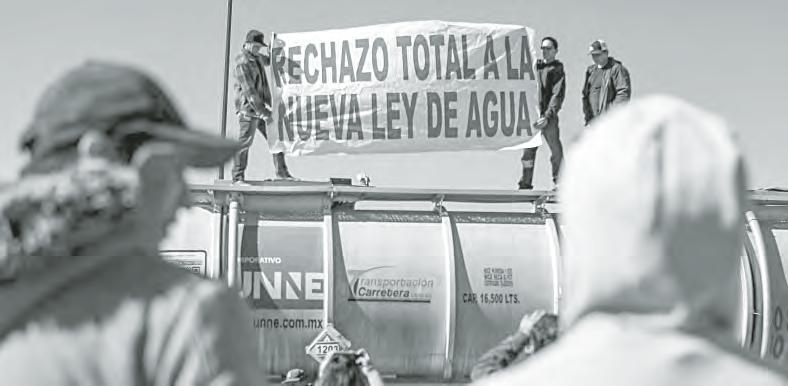 RECHAZO TOTAL A LA
NUEVA LEY DE AGUA
UNNE
unne.com.mx
Transportación
Carretera
CAP. 16,500 LTS.
1203